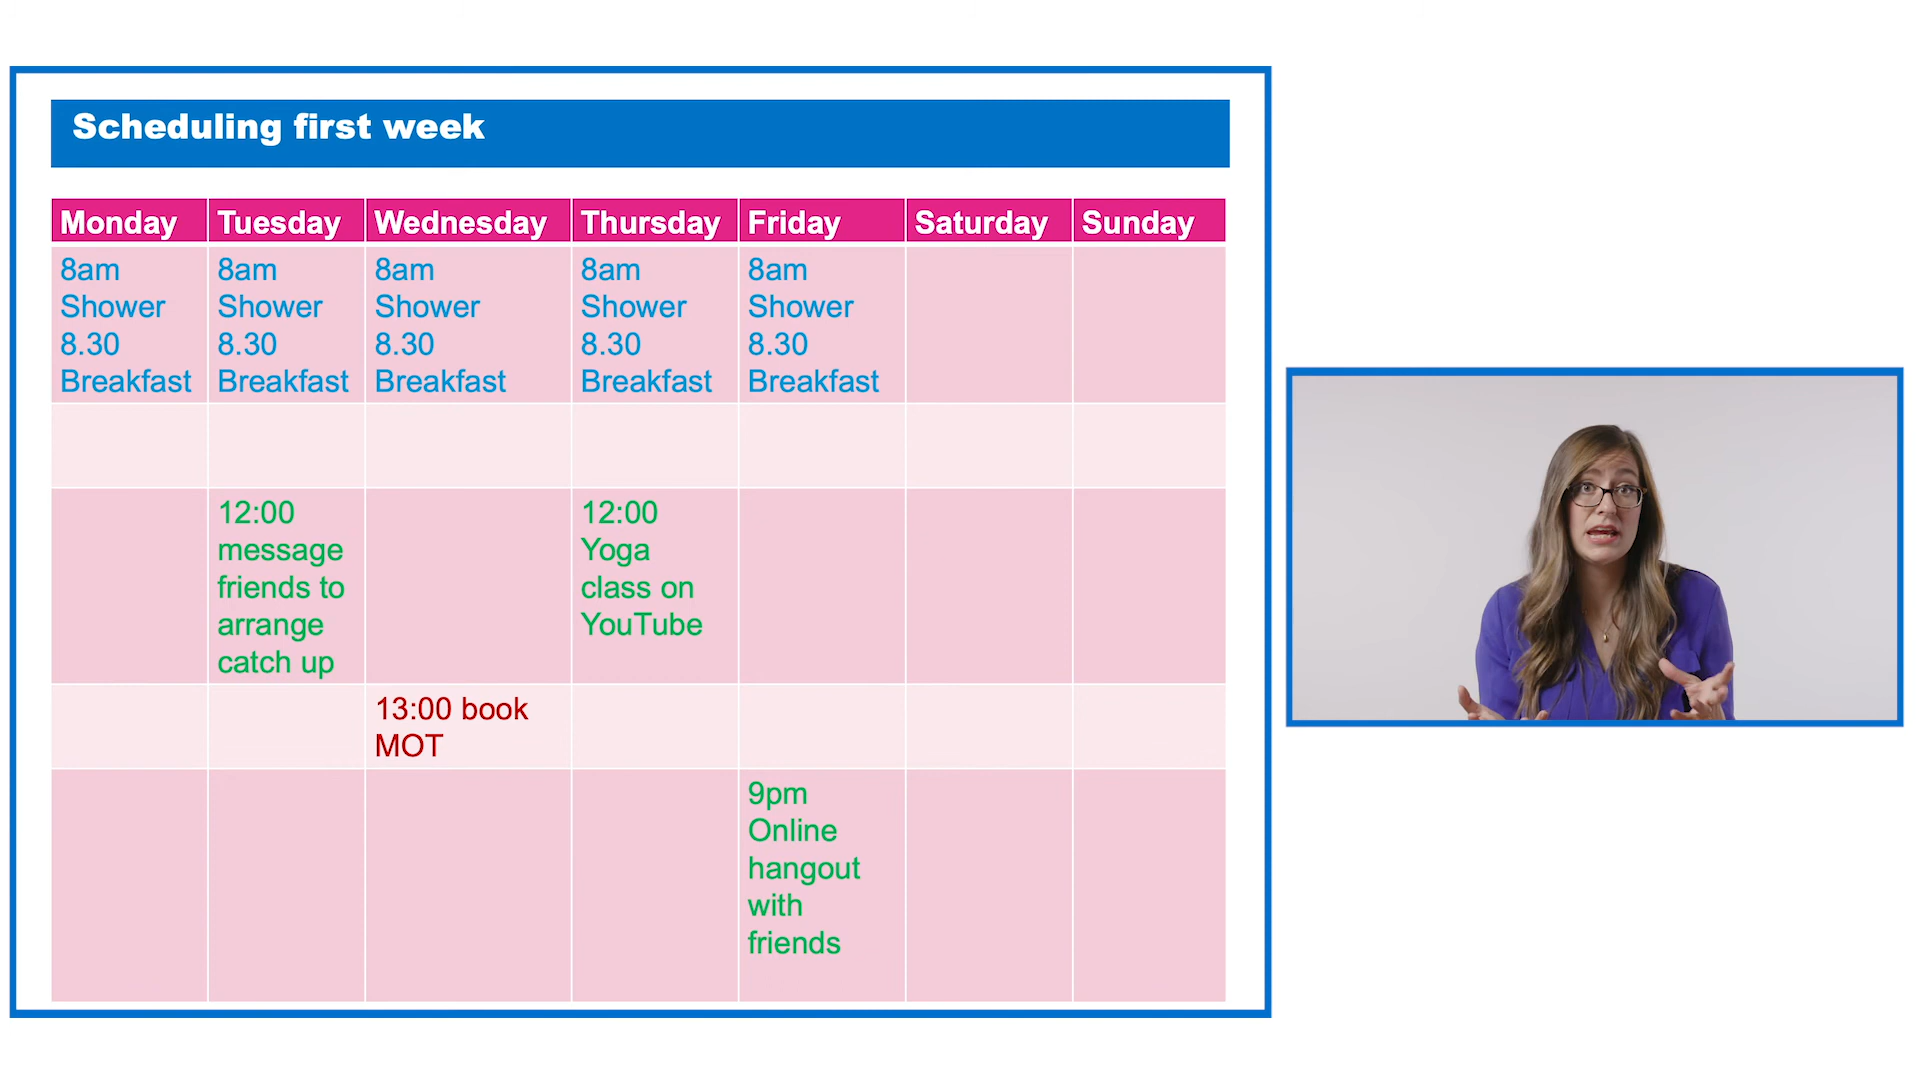 Scheduling first week
Monday Tuesday Wednesday Thursday Friday Saturday Sunday
8am 8am 8am 8am 8am
Shower Shower Shower Shower Shower
8.30 8.30 8.30 8.30 8.30
Breakfast Breakfast Breakfast Breakfast Breakfast
12:00 12:00
message Yoga
friends to class on
arrange YouTube
catch up
13:00 book
MOT
9pm
Online
hangout
with
friends